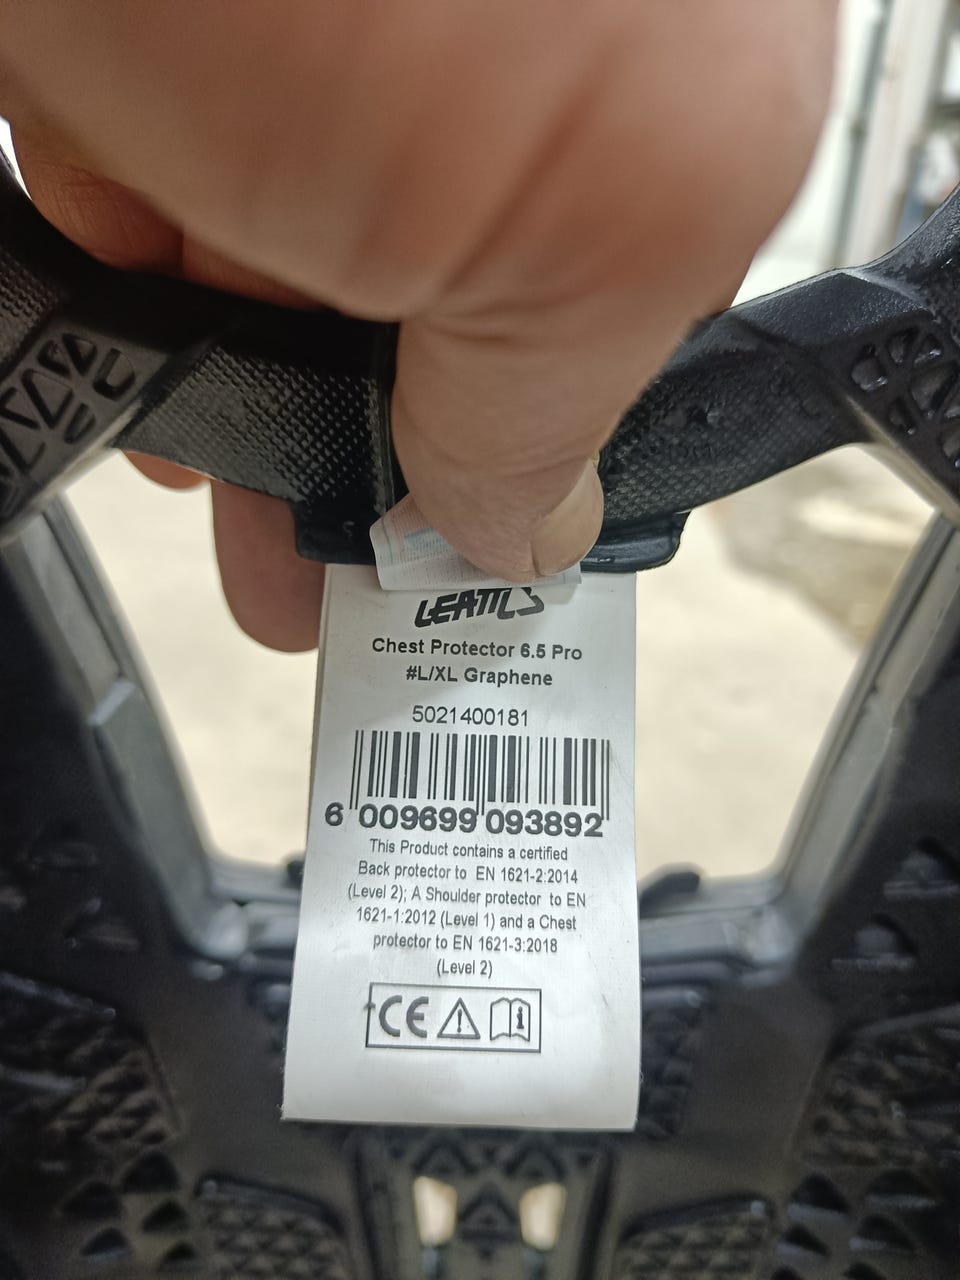 LEATT
Chest Protector 6.5 Pro
#L/XL Graphene
5021400181
6 009699 093892
This Product contains a certified
Back protector to EN 1621-2:2014
(Level 2); A Shoulder protector to EN
1621-1:2012 (Level 1) and a Chest
protector to EN 1621-3:2018
(Level 2)
CE